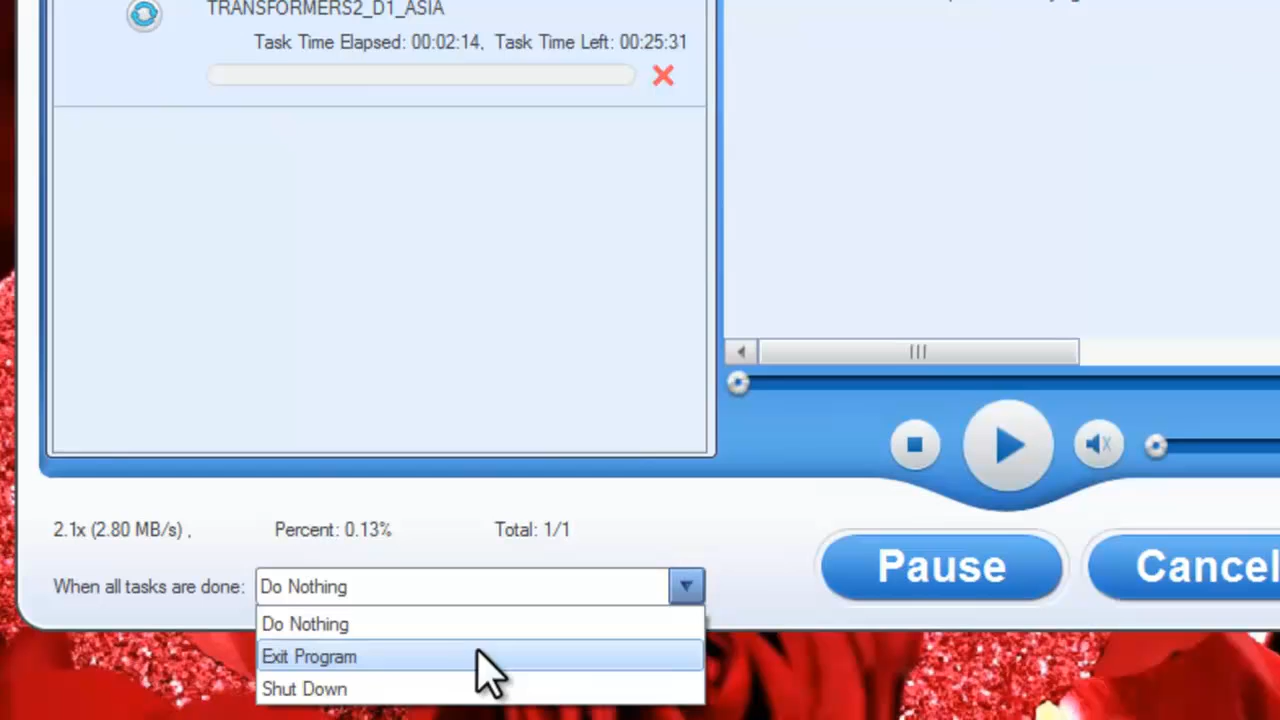 TRANSFORMERS2_D1_ASIA
Task Time Elapsed: 00:02:14, Task Time Left: 00:25:31
2.1x (2.80 MB/s) , Percent: 0.13% Total: 1/1
Pause Cancel
When all tasks are done: Do Nothing
Do Nothing
Exit Program
Shut Down